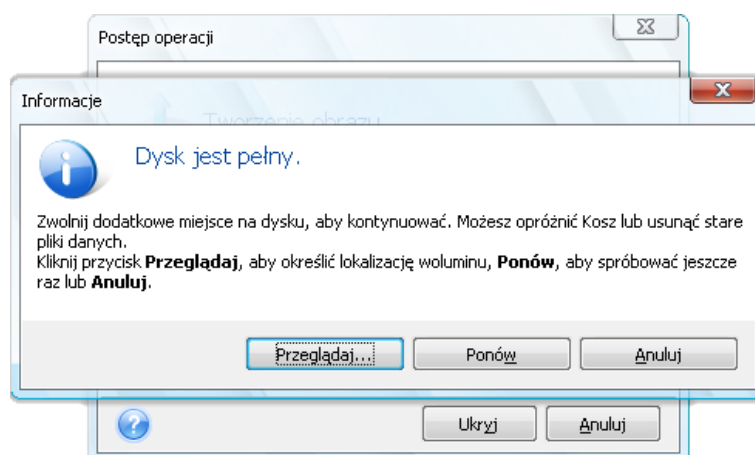 Postęp operacji
Informacje
Tworzenie obrazu
Dysk jest pełny.
Zwolnij dodatkowe miejsce na dysku, aby kontynuować. Możesz opróżnić Kosz lub usunąć stare
pliki danych.
Kliknij przycisk Przeglądaj, aby określić lokalizację woluminu, Ponów, aby spróbować jeszcze
raz lub Anuluj.
Przeglądaj... Ponów Anuluj
Ukryj Anuluj